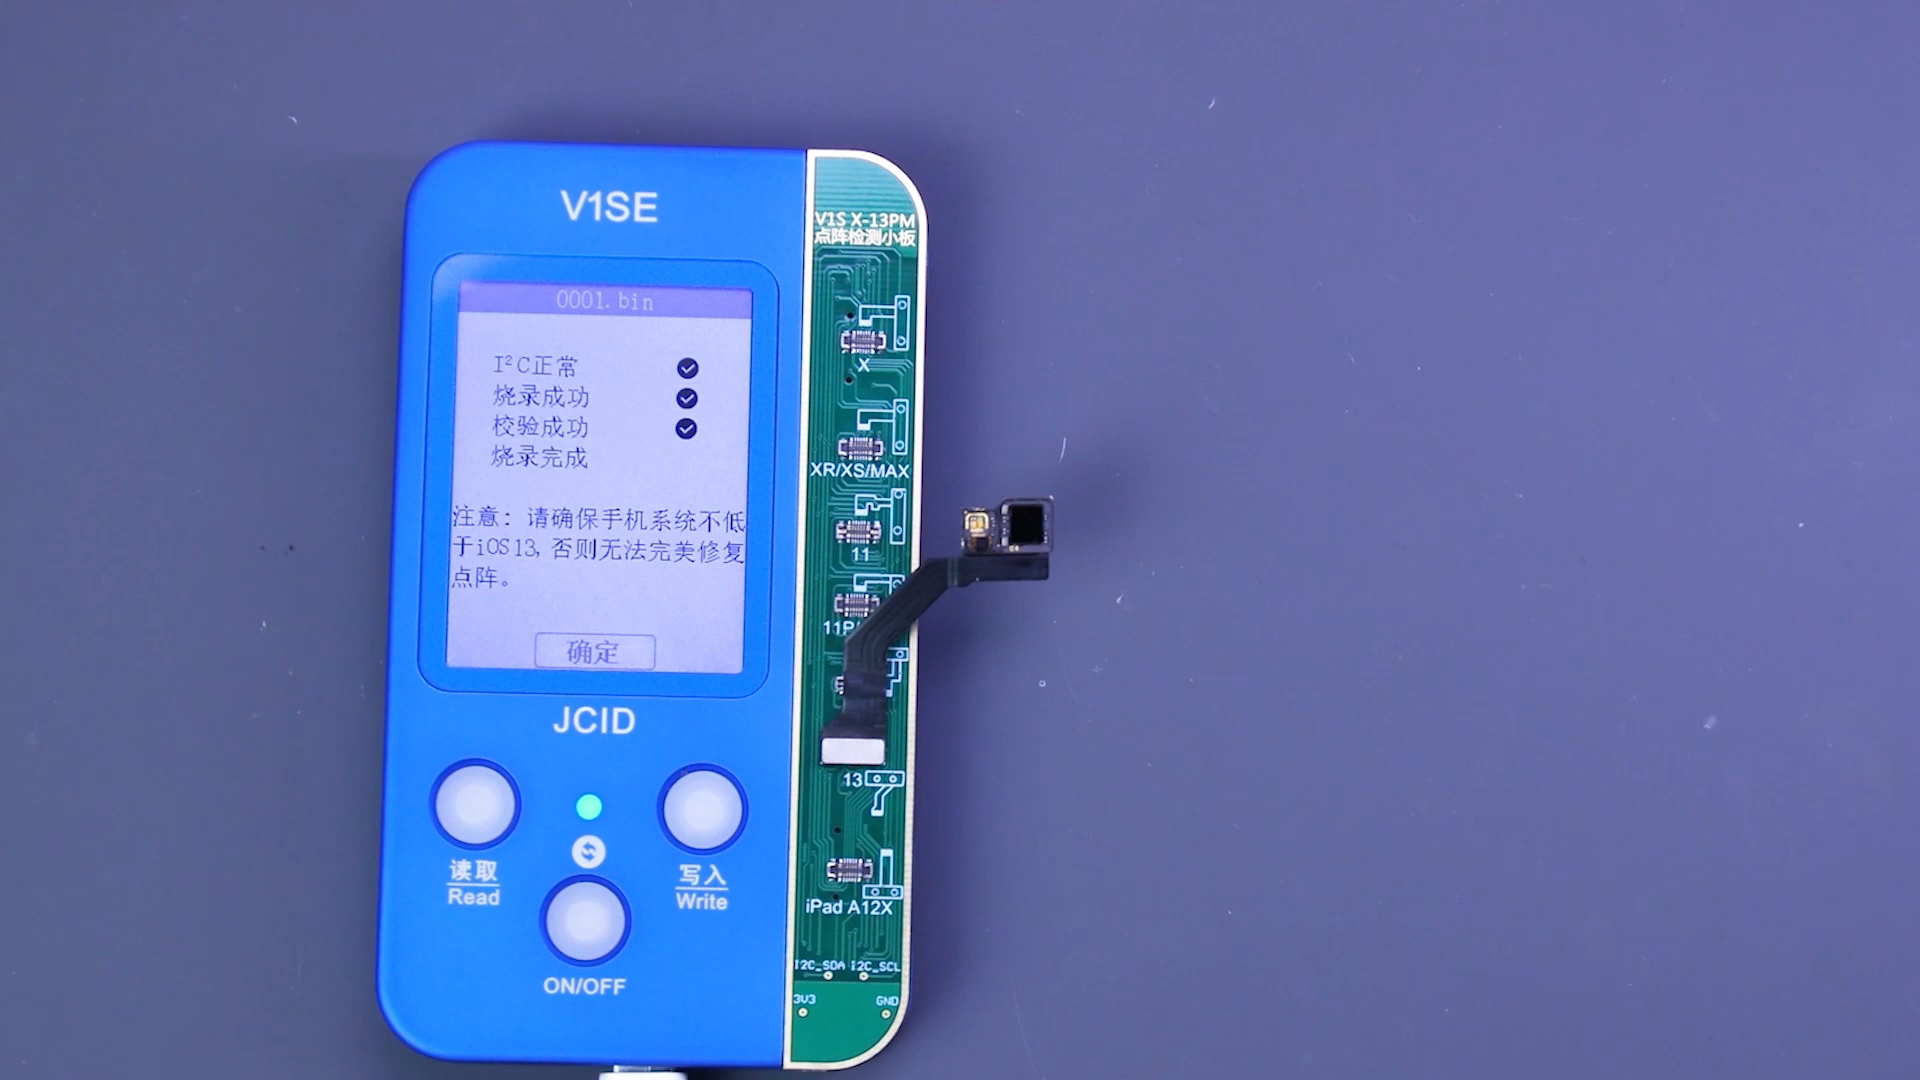 V1SE
0001.bin
I²C正常
烧录成功
校验成功
烧录完成
注意：请确保手机系统不低
于iOS13，否则无法完美修复
点阵。
确定
JCID
读取
Read
写入
Write
ON/OFF
V1S X-13PM
点阵检测小板
X
XR/XS/MAX
11
13
iPad A12X
I2C_SDA I2C_SCL
3V3
GND